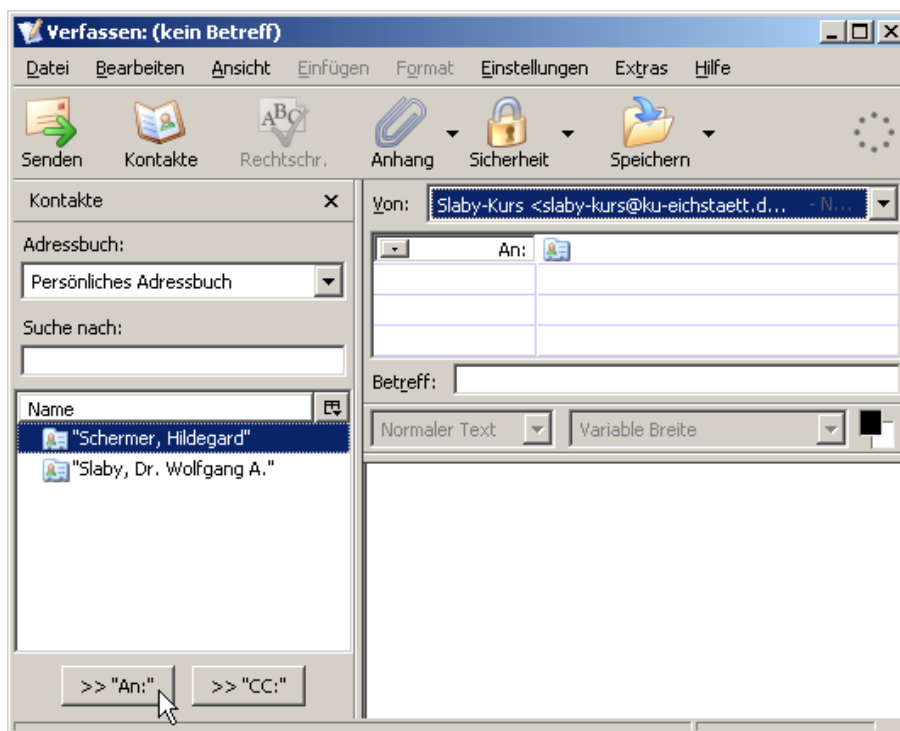 Verfassen: (kein Betreff)
Datei Bearbeiten Ansicht Einfügen Format Einstellungen Extras Hilfe
Senden Kontakte Rechtschr. Anhang Sicherheit Speichern
Kontakte
Adressbuch:
Persönliches Adressbuch
Suche nach:
Name
"Schermer, Hildegard"
"Slaby, Dr. Wolfgang A."
>> "An:" >> "CC:"
Von: Slaby-Kurs <slaby-kurs@ku-eichstaett.d... - N...
An:
Betreff:
Normaler Text Variable Breite